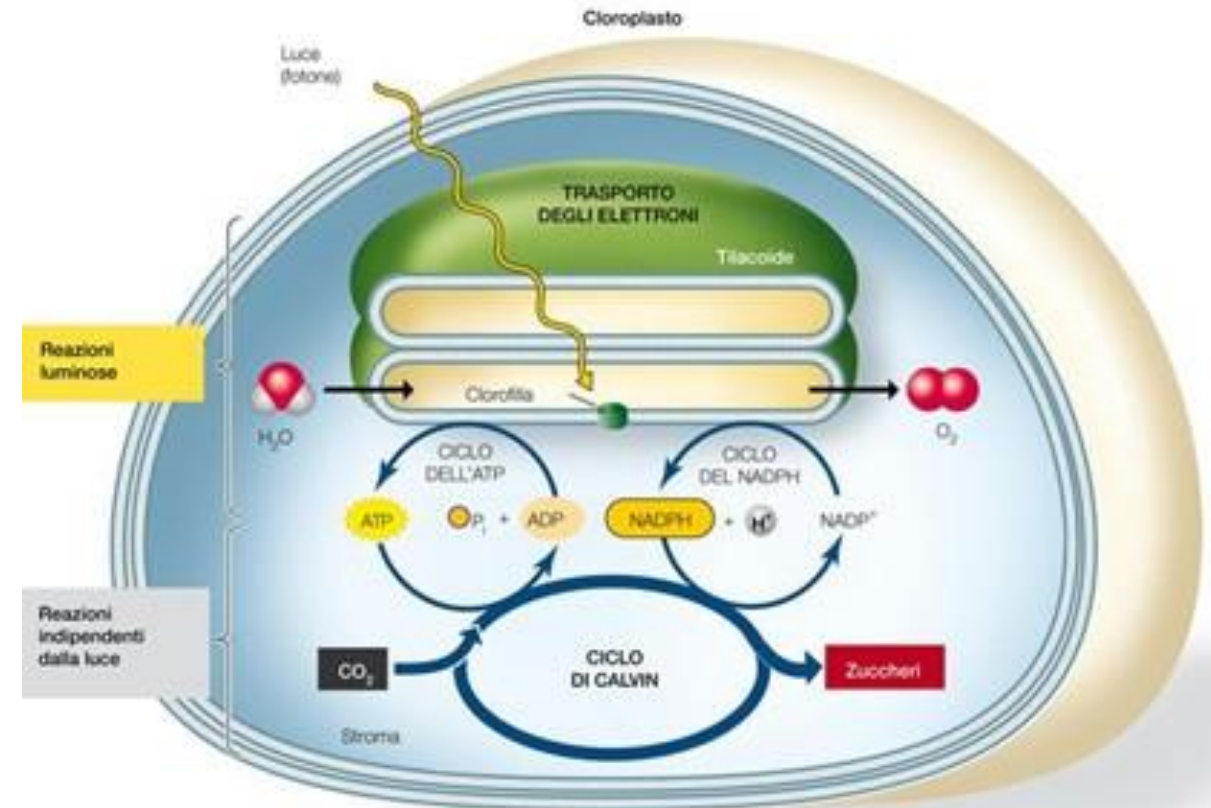 Cloroplasto
Luce
(fotone)
TRASPORTO
DEGLI ELETTRONI
Tilacoide
Reazioni
luminose
Clorofilla
H₂O
O₂
CICLO
DELL'ATP
CICLO
DEL NADPH
ATP
Pᵢ + ADP
NADPH + H⁺
NADP⁺
Reazioni
indipendenti
dalla luce
CO₂
CICLO
DI CALVIN
Zuccheri
Stroma